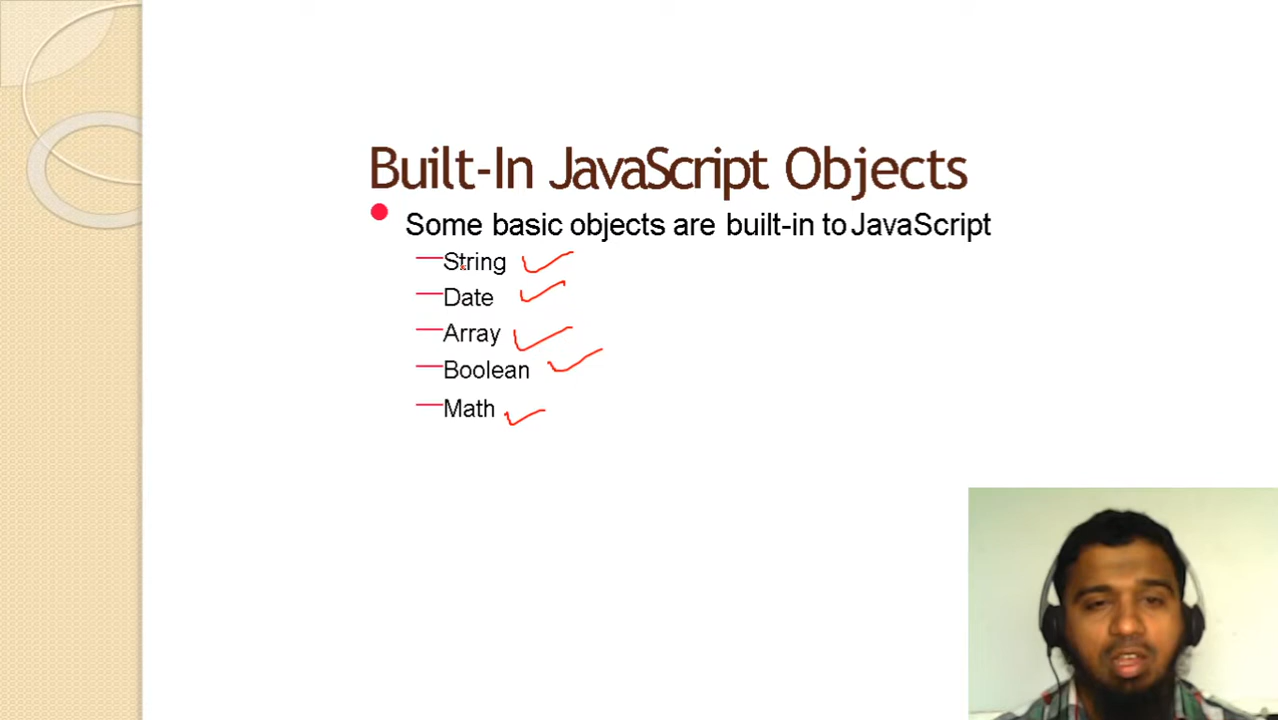 Built-In JavaScript Objects
Some basic objects are built-in to JavaScript
String
Date
Array
Boolean
Math